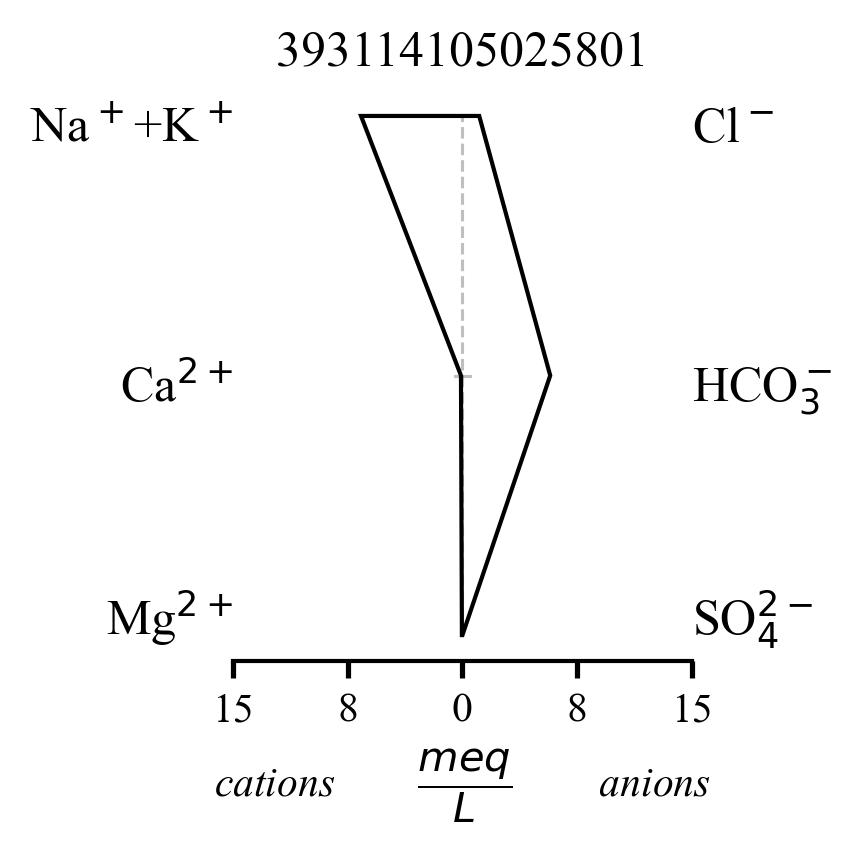 393114105025801
Na⁺+K⁺ Cl⁻
Ca²⁺ HCO₃⁻
Mg²⁺ SO₄²⁻
15 8 0 8 15
cations meq/L anions